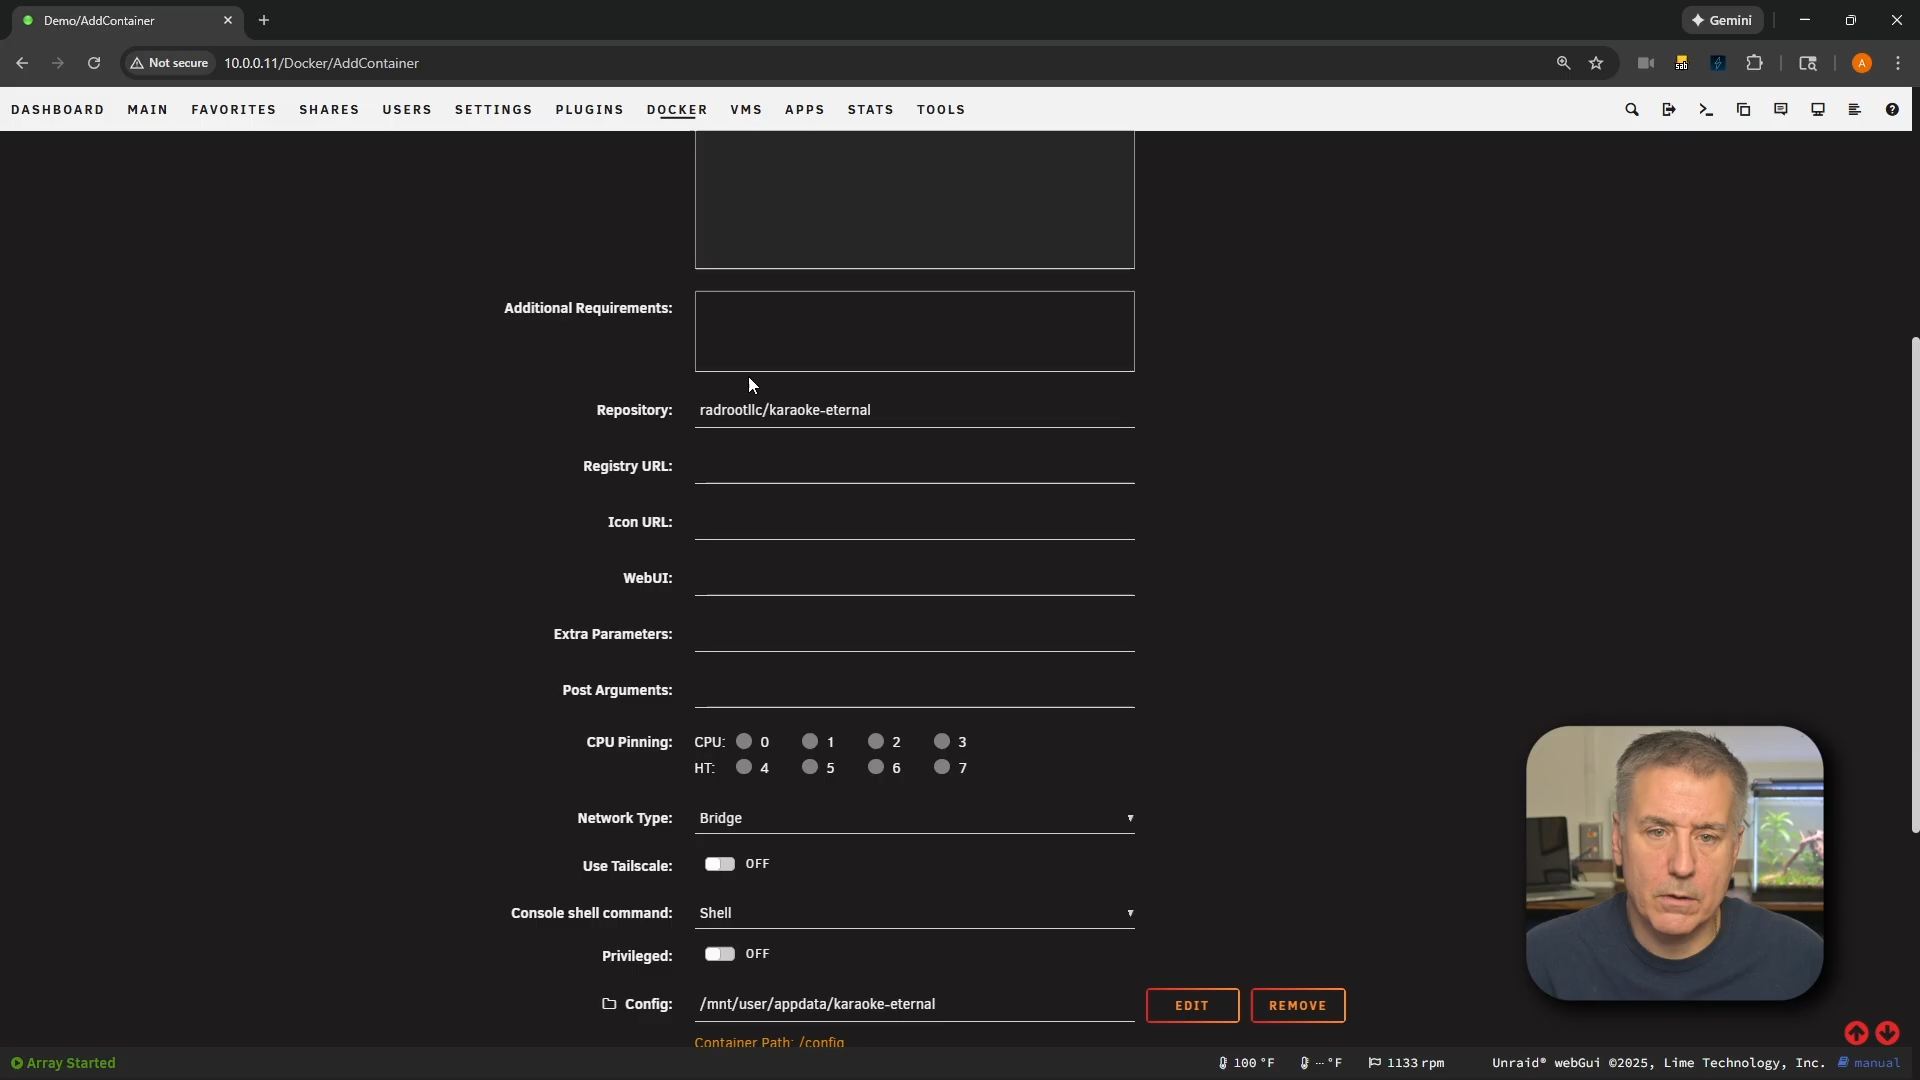 Demo/AddContainer
Gemini
Not secure
10.0.0.11/Docker/AddContainer
sab
A
DASHBOARD MAIN FAVORITES SHARES USERS SETTINGS PLUGINS DOCKER VMS APPS STATS TOOLS
Additional Requirements:
Repository: radrootllc/karaoke-eternal
Registry URL:
Icon URL:
WebUI:
Extra Parameters:
Post Arguments:
CPU Pinning: CPU: 0 1 2 3
HT: 4 5 6 7
Network Type: Bridge
Use Tailscale: OFF
Console shell command: Shell
Privileged: OFF
Config: /mnt/user/appdata/karaoke-eternal EDIT REMOVE
Container Path: /config
Array Started 100 °F -- °F 1133 rpm Unraid® webGui ©2025, Lime Technology, Inc. manual